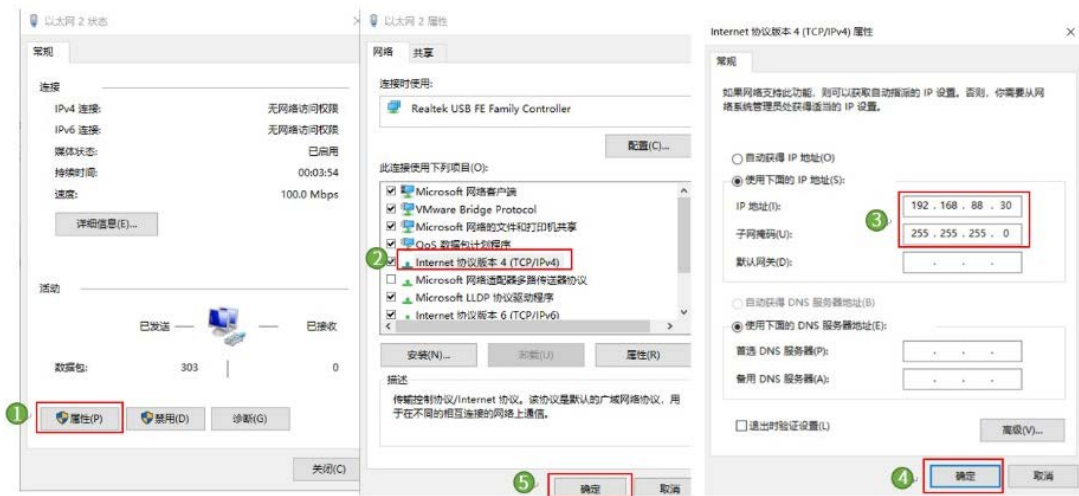 以太网 2 状态
常规
连接
IPv4 连接: 无网络访问权限
IPv6 连接: 无网络访问权限
媒体状态: 已启用
持续时间: 00:03:54
速度: 100.0 Mbps
详细信息(E)...
活动
已发送 — — 已接收
数据包: 303 0
1 属性(P) 禁用(D) 诊断(G)
关闭(C)
以太网 2 属性
网络 共享
连接时使用:
Realtek USB FE Family Controller
配置(C)...
此连接使用下列项目(O):
Microsoft 网络客户端
VMware Bridge Protocol
Microsoft 网络的文件和打印机共享
QoS 数据包计划程序
2 Internet 协议版本 4 (TCP/IPv4)
Microsoft 网络适配器多路传送器协议
Microsoft LLDP 协议驱动程序
Internet 协议版本 6 (TCP/IPv6)
安装(N)... 卸载(U) 属性(R)
描述
传输控制协议/Internet 协议。该协议是默认的广域网络协议，用
于在不同的相互连接的网络上通信。
5 确定 取消
Internet 协议版本 4 (TCP/IPv4) 属性
常规
如果网络支持此功能，则可以获取自动指派的 IP 设置。否则，你需要从网
络系统管理员处获得适当的 IP 设置。
自动获得 IP 地址(O)
使用下面的 IP 地址(S):
IP 地址(I): 192 . 168 . 88 . 30
3
子网掩码(U): 255 . 255 . 255 . 0
默认网关(D): . . .
自动获得 DNS 服务器地址(B)
使用下面的 DNS 服务器地址(E):
首选 DNS 服务器(P): . . .
备用 DNS 服务器(A): . . .
退出时验证设置(L) 高级(V)...
4 确定 取消